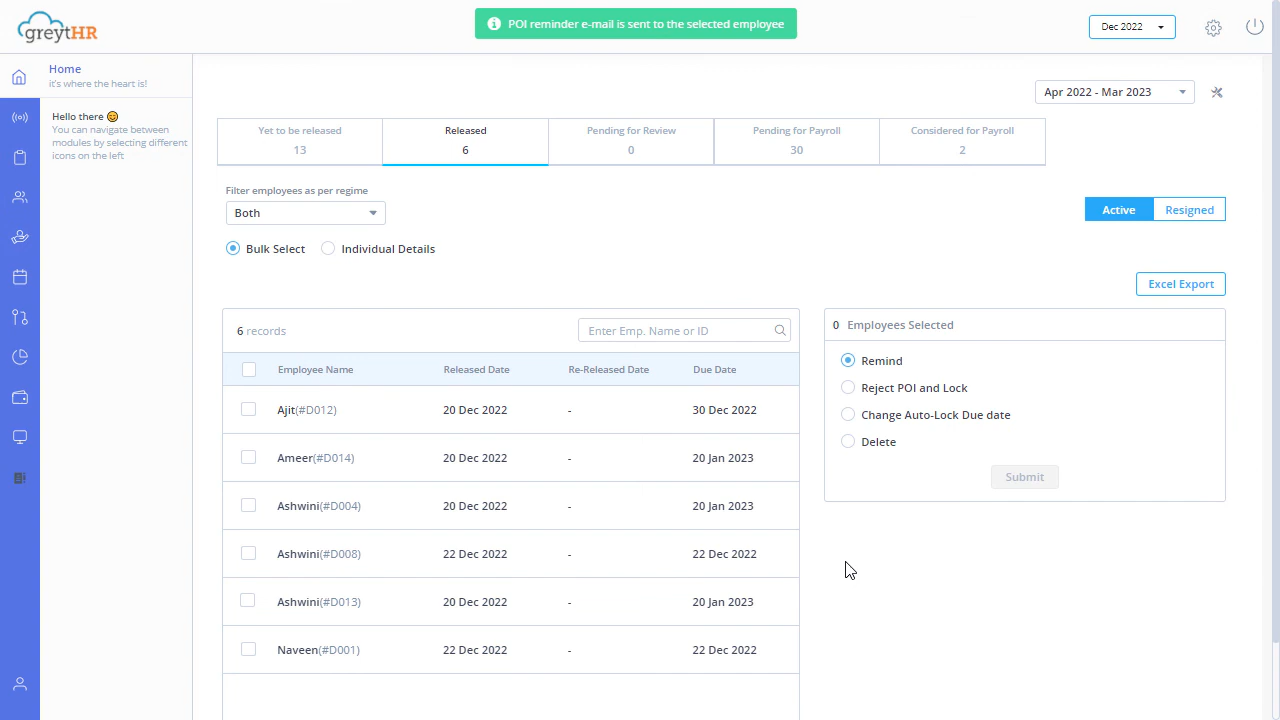 greytHR
POI reminder e-mail is sent to the selected employee
Dec 2022
Home
it's where the heart is!
Hello there 😊
You can navigate between
modules by selecting different
icons on the left
Apr 2022 - Mar 2023
Yet to be released
13
Released
6
Pending for Review
0
Pending for Payroll
30
Considered for Payroll
2
Filter employees as per regime
Both
Active
Resigned
Bulk Select
Individual Details
Excel Export
6 records
Enter Emp. Name or ID
Employee Name Released Date Re-Released Date Due Date
Ajit(#D012) 20 Dec 2022 - 30 Dec 2022
Ameer(#D014) 20 Dec 2022 - 20 Jan 2023
Ashwini(#D004) 20 Dec 2022 - 20 Jan 2023
Ashwini(#D008) 22 Dec 2022 - 22 Dec 2022
Ashwini(#D013) 20 Dec 2022 - 20 Jan 2023
Naveen(#D001) 22 Dec 2022 - 22 Dec 2022
0 Employees Selected
Remind
Reject POI and Lock
Change Auto-Lock Due date
Delete
Submit